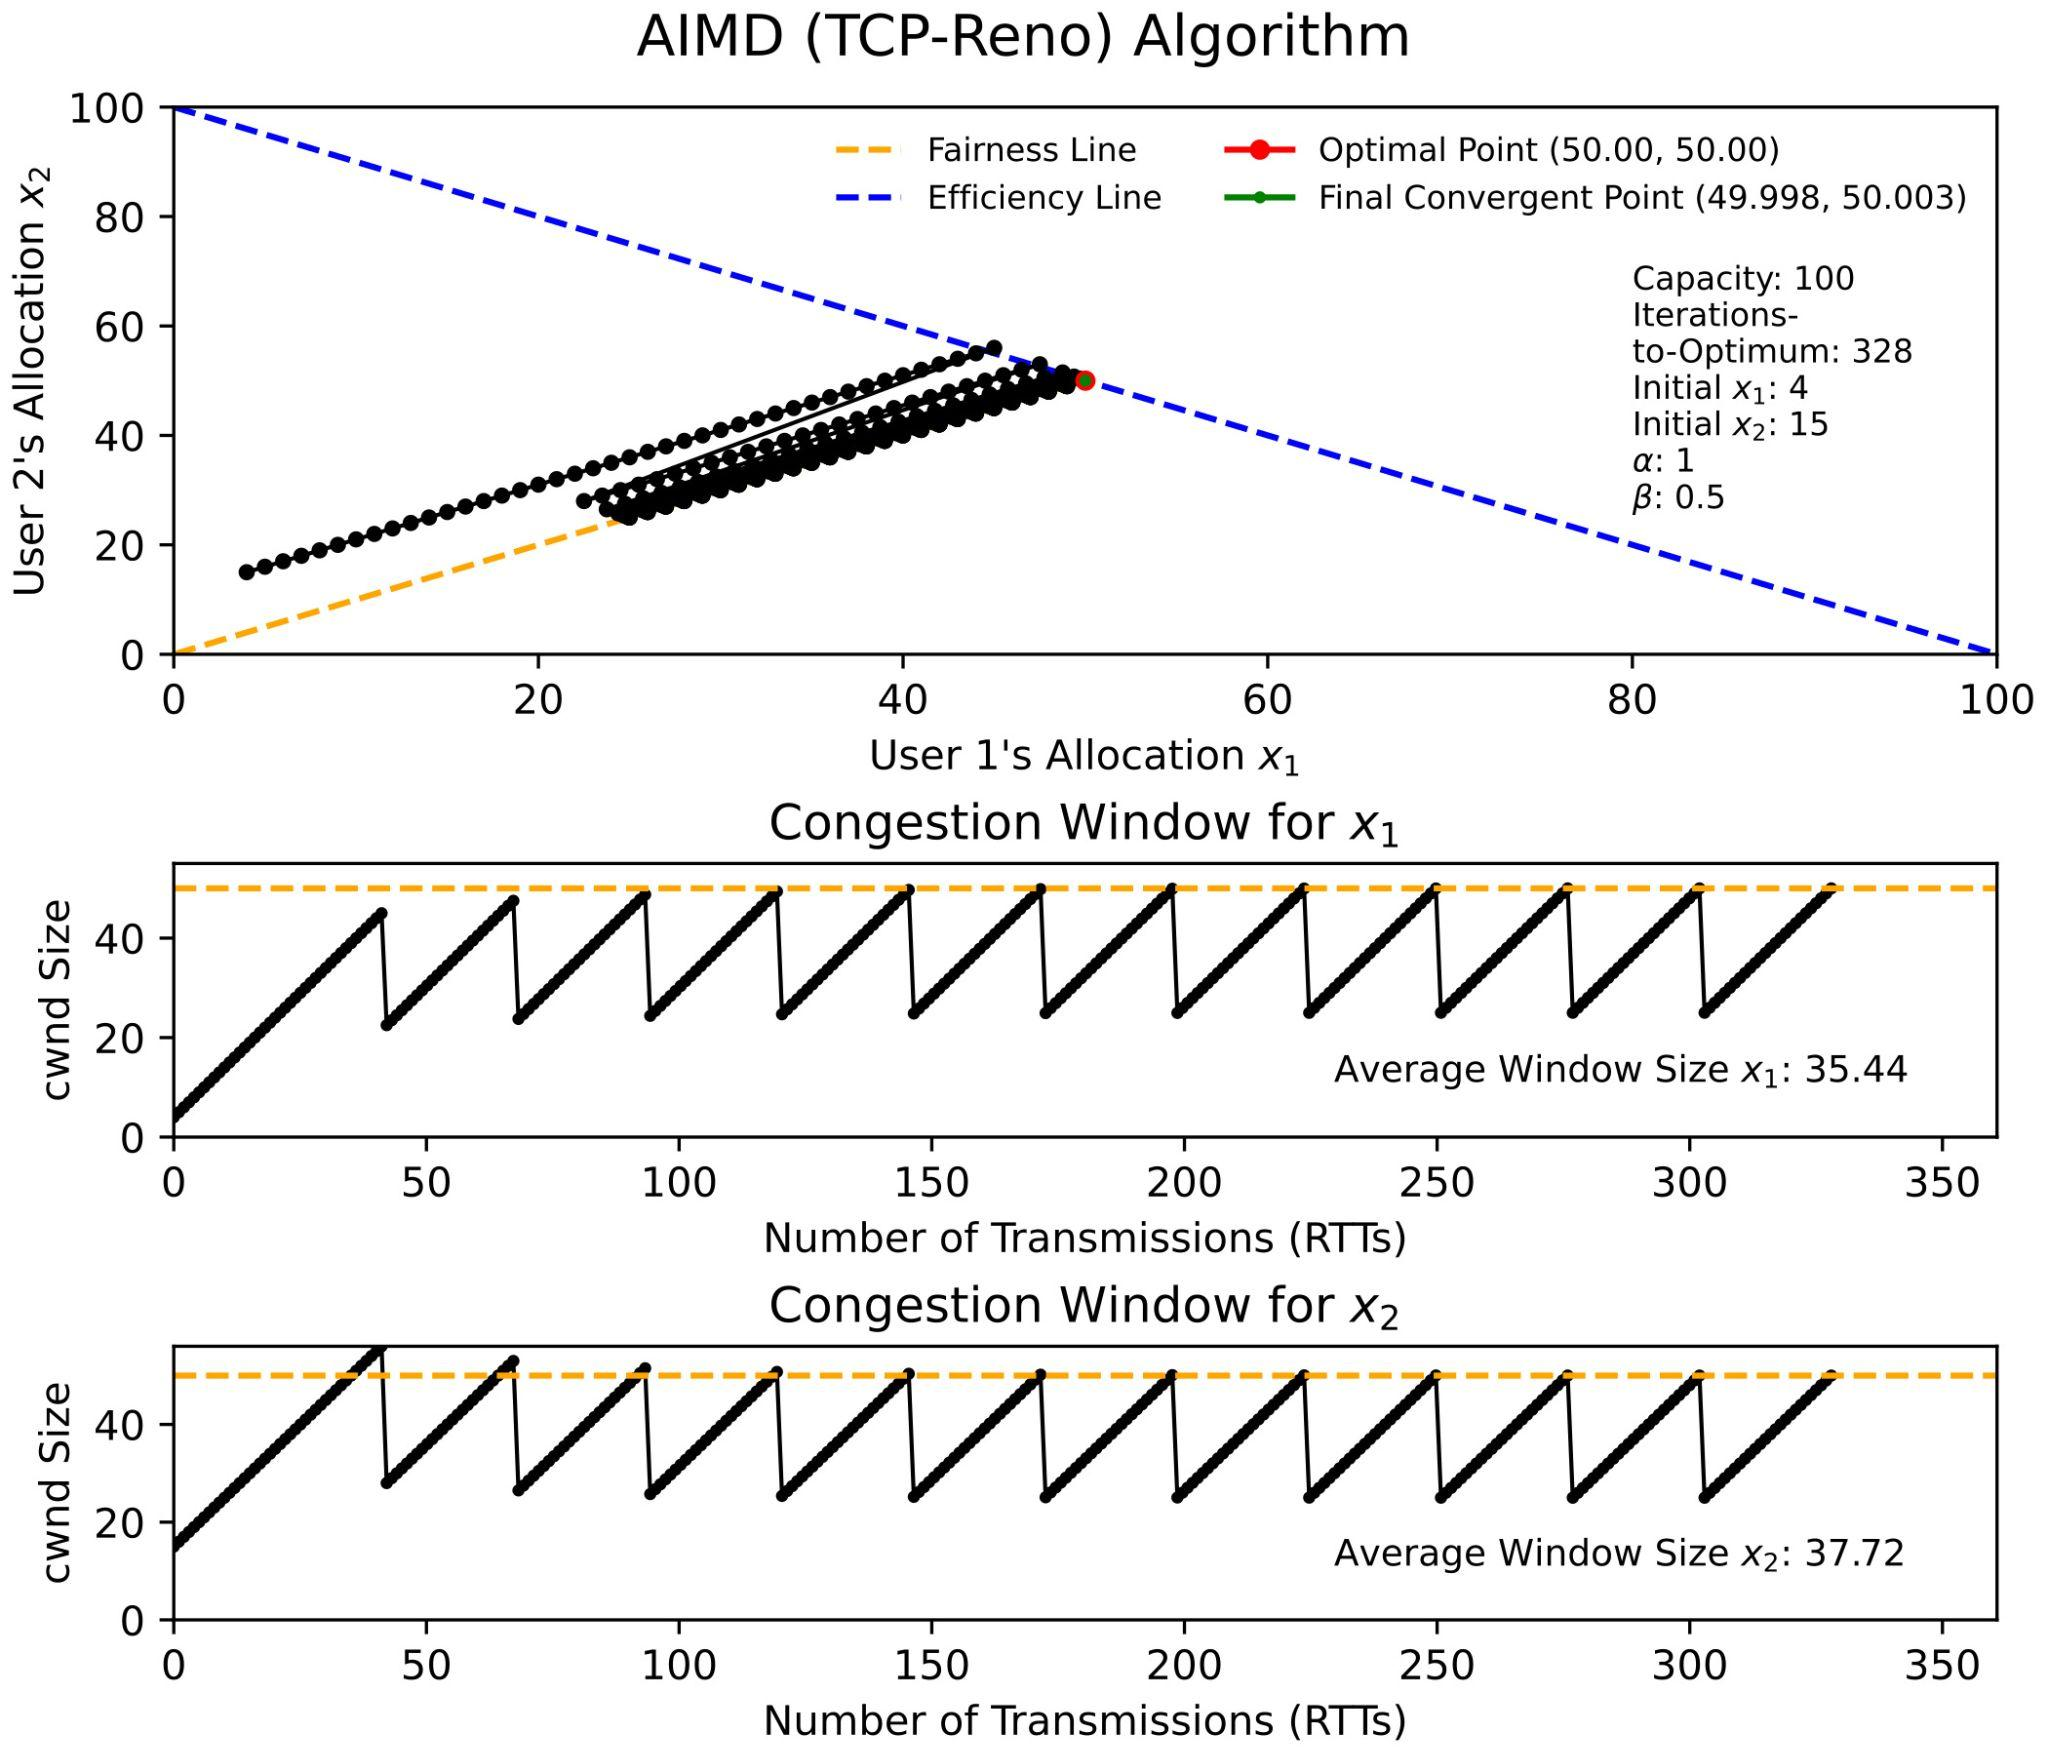 AIMD (TCP-Reno) Algorithm
User 2's Allocation x₂
100
80
60
40
20
0
Fairness Line
Efficiency Line
Optimal Point (50.00, 50.00)
Final Convergent Point (49.998, 50.003)
Capacity: 100
Iterations-
to-Optimum: 328
Initial x₁: 4
Initial x₂: 15
α: 1
β: 0.5
0 20 40 60 80 100
User 1's Allocation x₁
Congestion Window for x₁
cwnd Size
40
20
0
Average Window Size x₁: 35.44
0 50 100 150 200 250 300 350
Number of Transmissions (RTTs)
Congestion Window for x₂
cwnd Size
40
20
0
Average Window Size x₂: 37.72
0 50 100 150 200 250 300 350
Number of Transmissions (RTTs)